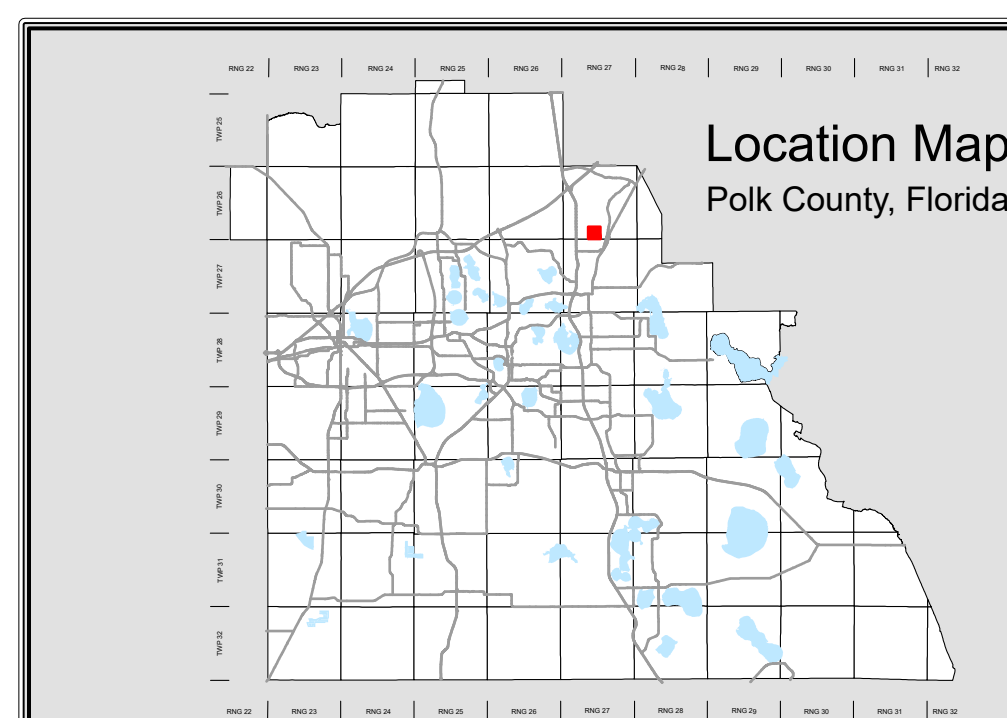 RNG 22 RNG 23 RNG 24 RNG 25 RNG 26 RNG 27 RNG 28 RNG 29 RNG 30 RNG 31 RNG 32
Location Map
Polk County, Florida
TWP 25
TWP 26
TWP 27
TWP 28
TWP 29
TWP 30
TWP 31
TWP 32
RNG 22 RNG 23 RNG 24 RNG 25 RNG 26 RNG 27 RNG 28 RNG 29 RNG 30 RNG 31 RNG 32